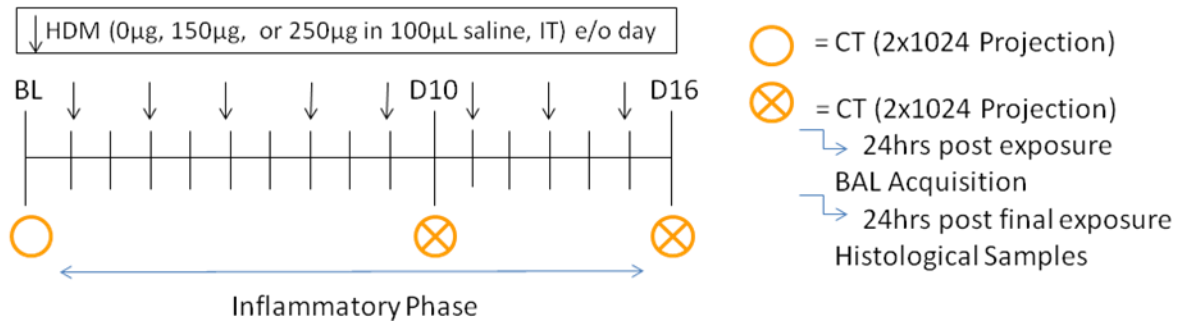 HDM (0µg, 150µg, or 250µg in 100µL saline, IT) e/o day
BL
D10
D16
Inflammatory Phase
= CT (2x1024 Projection)
= CT (2x1024 Projection)
24hrs post exposure
BAL Acquisition
24hrs post final exposure
Histological Samples